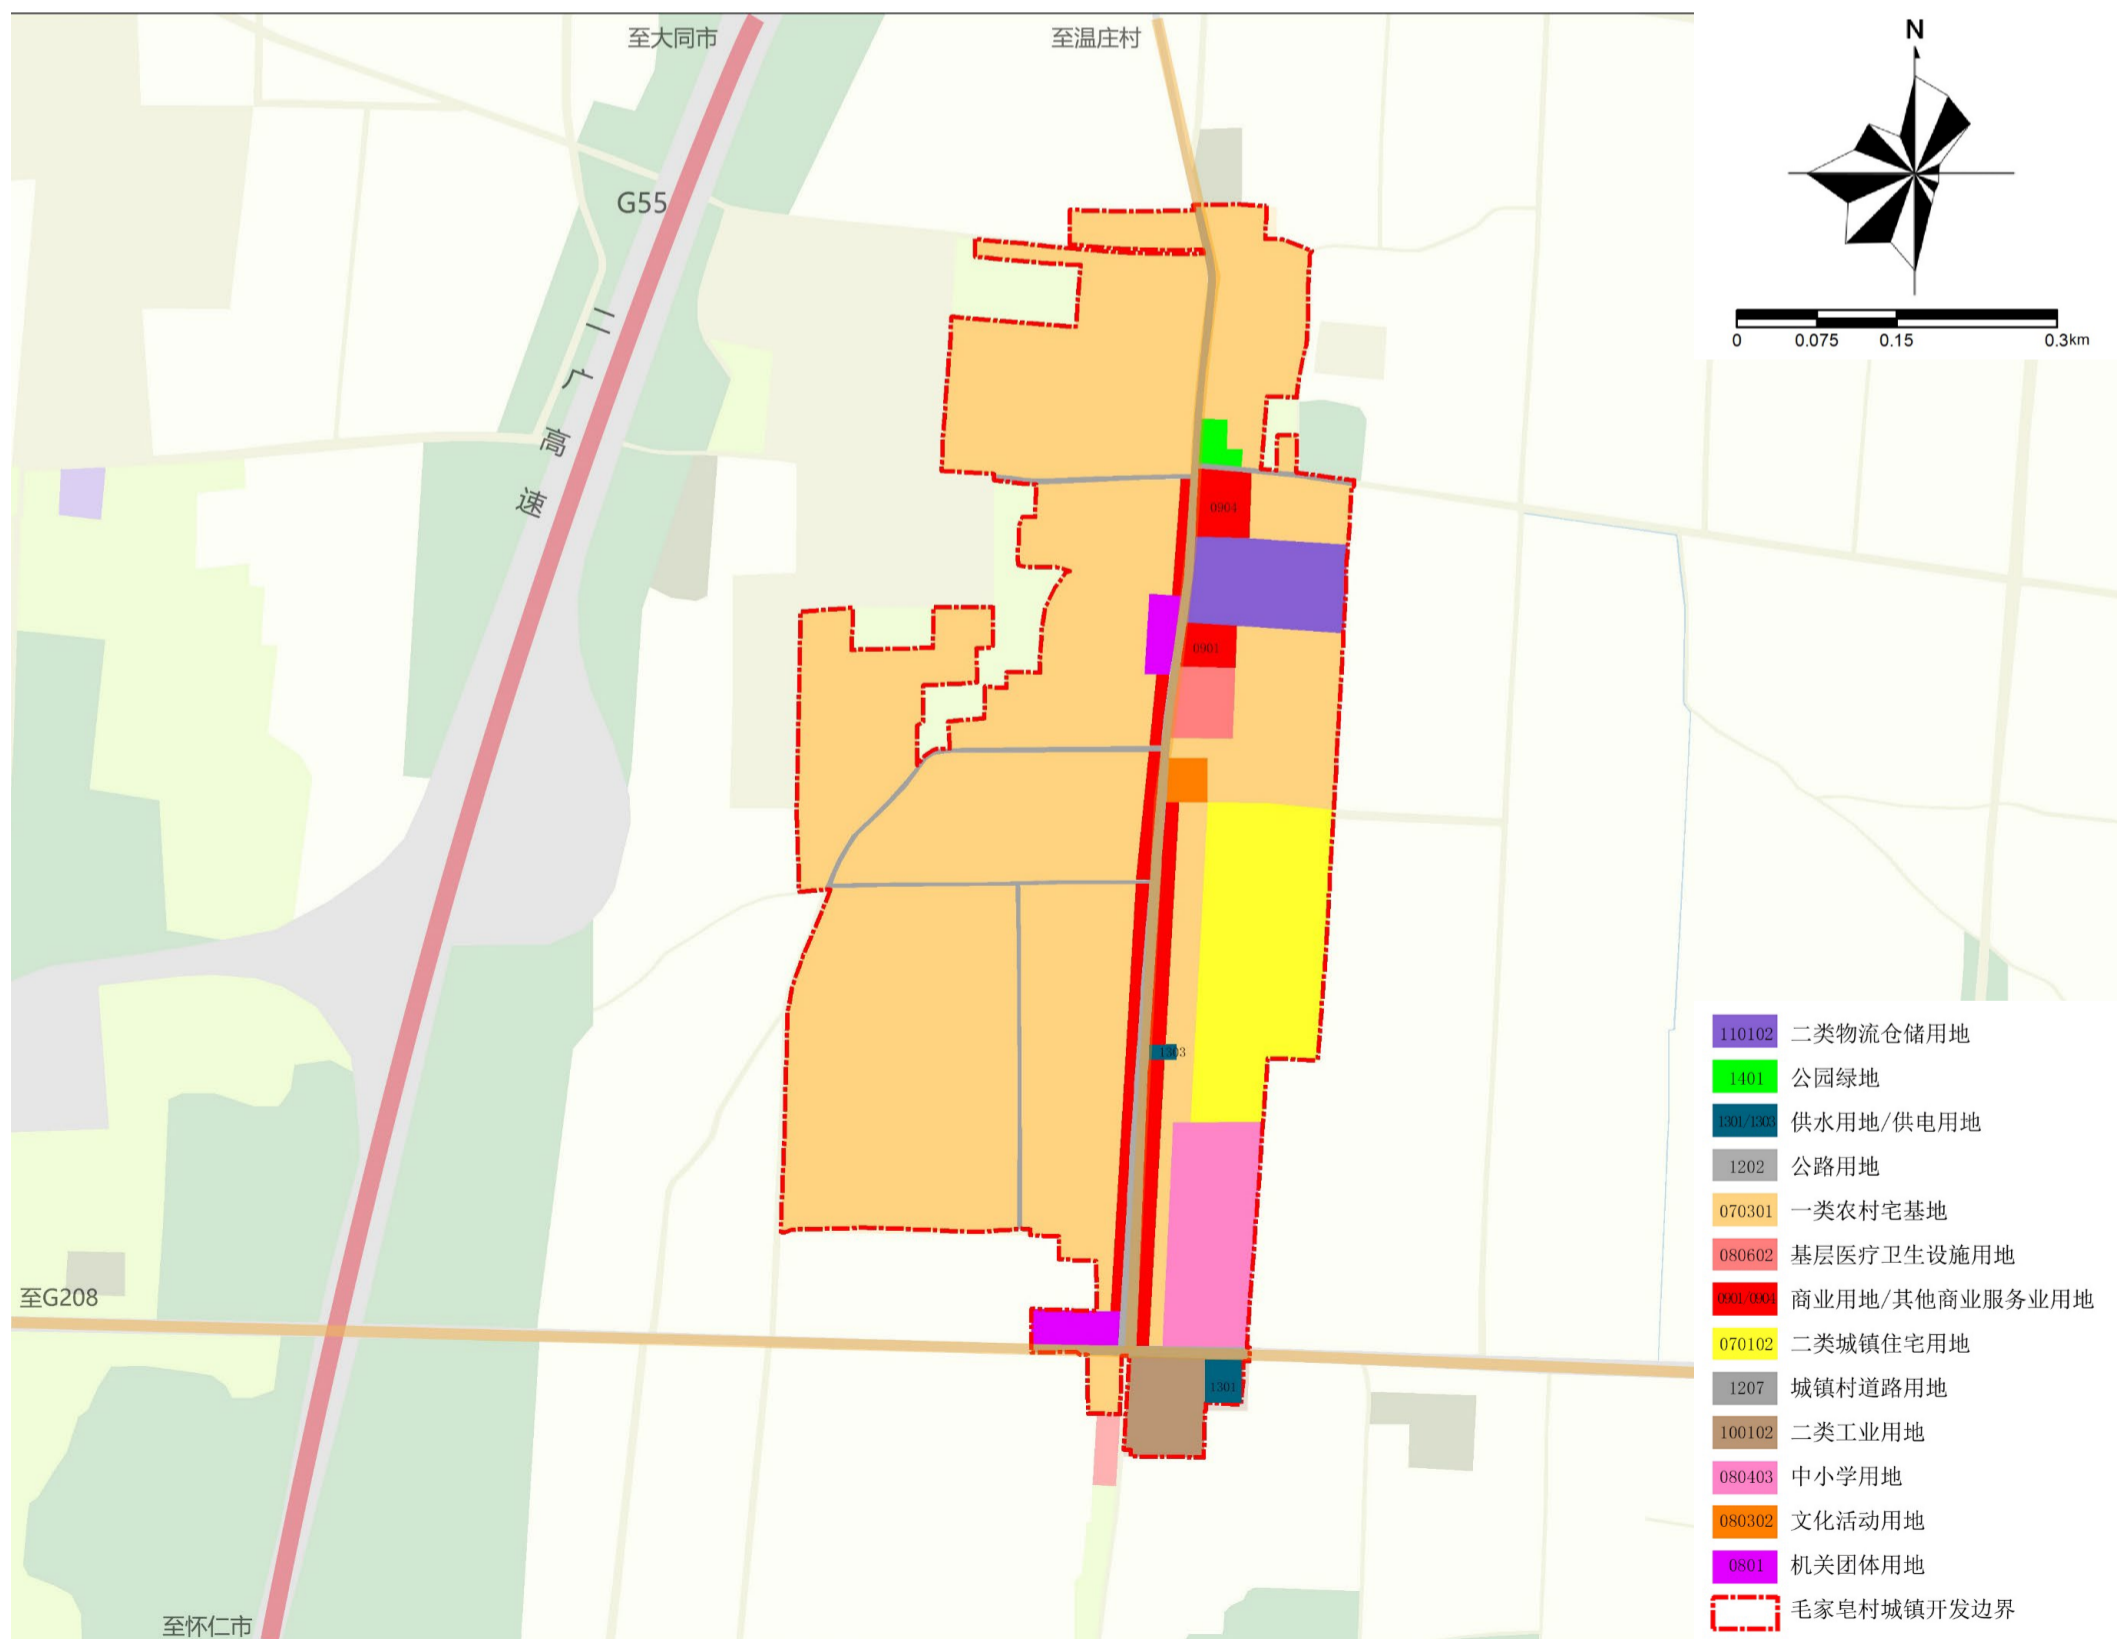 至大同市
至温庄村
N
G55
0
0.075
0.15
0.3km
二
广
高
速
0904
0901
1303
110102 二类物流仓储用地
1401 公园绿地
1301/1303 供水用地/供电用地
1202 公路用地
070301 一类农村宅基地
080602 基层医疗卫生设施用地
0901/0904 商业用地/其他商业服务业用地
070102 二类城镇住宅用地
1207 城镇村道路用地
100102 二类工业用地
080403 中小学用地
080302 文化活动用地
0801 机关团体用地
毛家皂村城镇开发边界
至G208
1301
至怀仁市